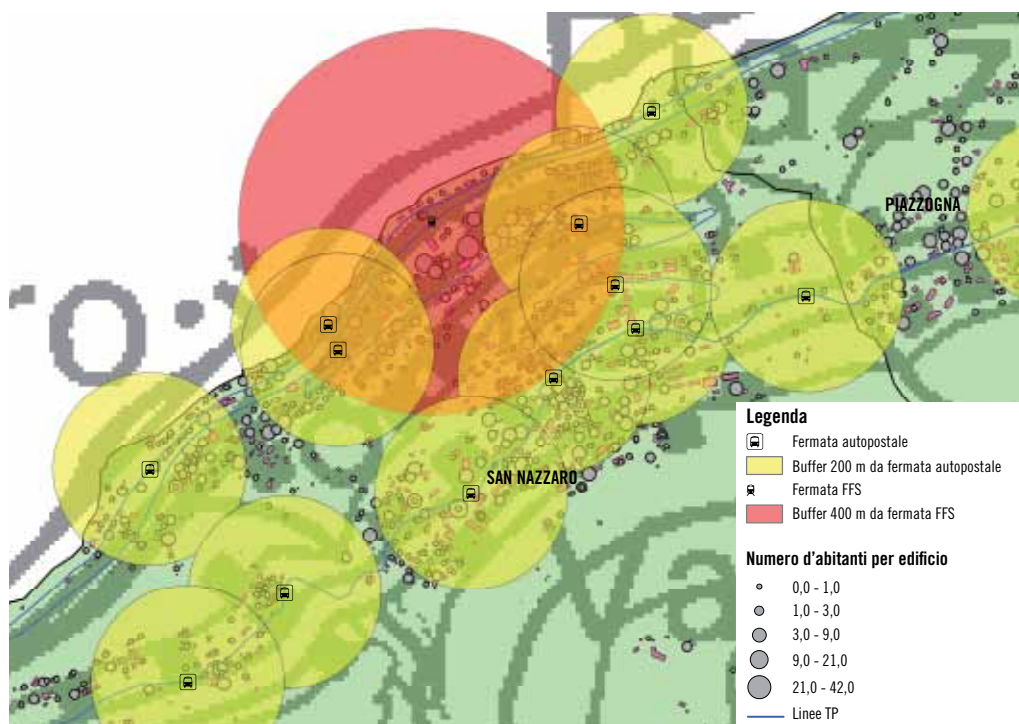 PIAZZOGNA
SAN NAZZARO
Legenda
Fermata autopostale
Buffer 200 m da fermata autopostale
Fermata FFS
Buffer 400 m da fermata FFS
Numero d'abitanti per edificio
0,0 - 1,0
1,0 - 3,0
3,0 - 9,0
9,0 - 21,0
21,0 - 42,0
Linee TP